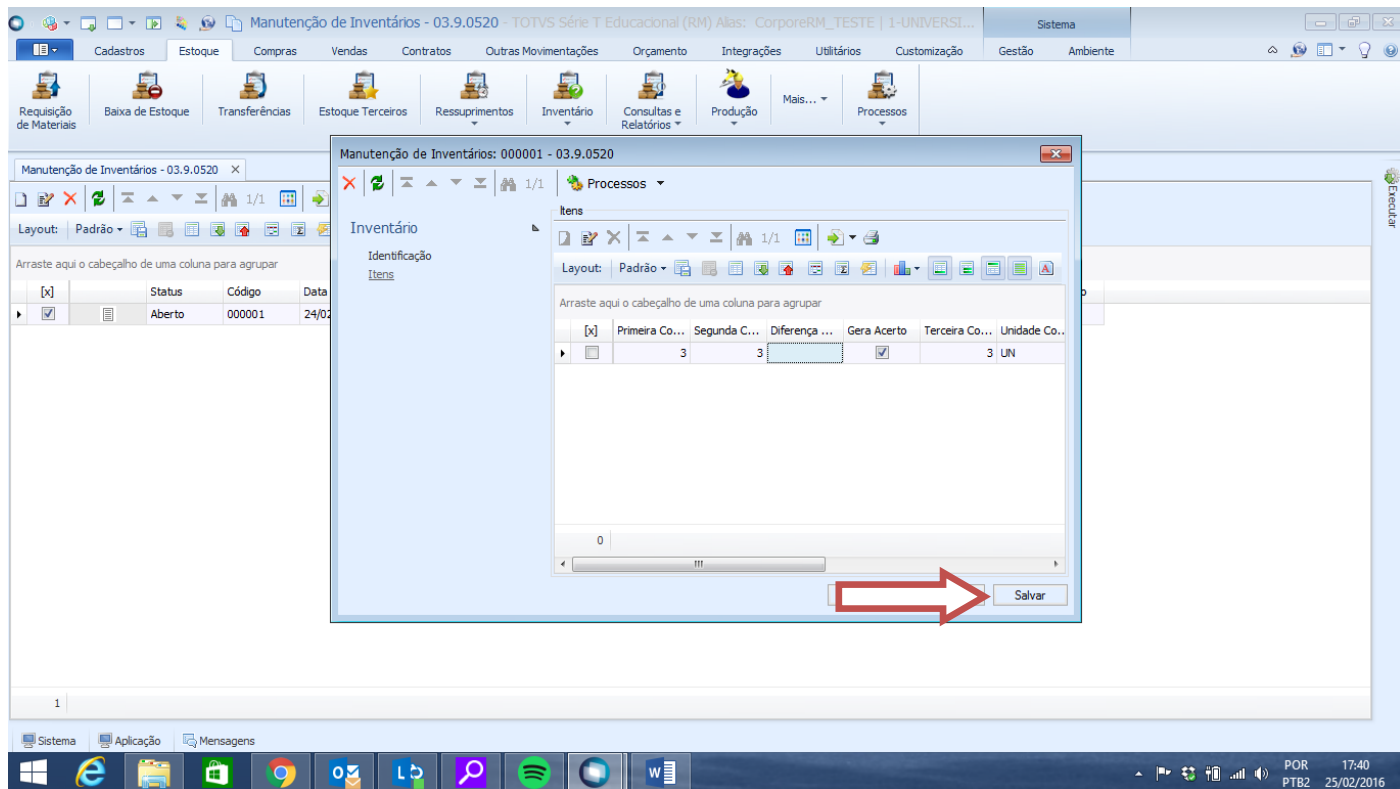 Manutenção de Inventários - 03.9.0520 - TOTVS Série T Educacional (RM) Alias: CorporeRM_TESTE | 1-UNIVERSI...
Sistema
Cadastros Estoque Compras Vendas Contratos Outras Movimentações Orçamento Integrações Utilitários Customização Gestão Ambiente
Requisição de Materiais
Baixa de Estoque
Transferências
Estoque Terceiros
Ressuprimentos
Inventário
Consultas e Relatórios
Produção
Mais...
Processos
Manutenção de Inventários - 03.9.0520 X
1/1
Layout: Padrão
Arraste aqui o cabeçalho de uma coluna para agrupar
[x] Status Código Data
Aberto 000001 24/02
1
Executar
Manutenção de Inventários: 000001 - 03.9.0520
1/1 Processos
Inventário
Identificação
Itens
Itens
1/1
Layout: Padrão
Arraste aqui o cabeçalho de uma coluna para agrupar
[x] Primeira Co... Segunda C... Diferença ... Gera Acerto Terceira Co... Unidade Co..
3 3 3 UN
0
Salvar
Sistema Aplicação Mensagens
POR 17:40
PTB2 25/02/2016